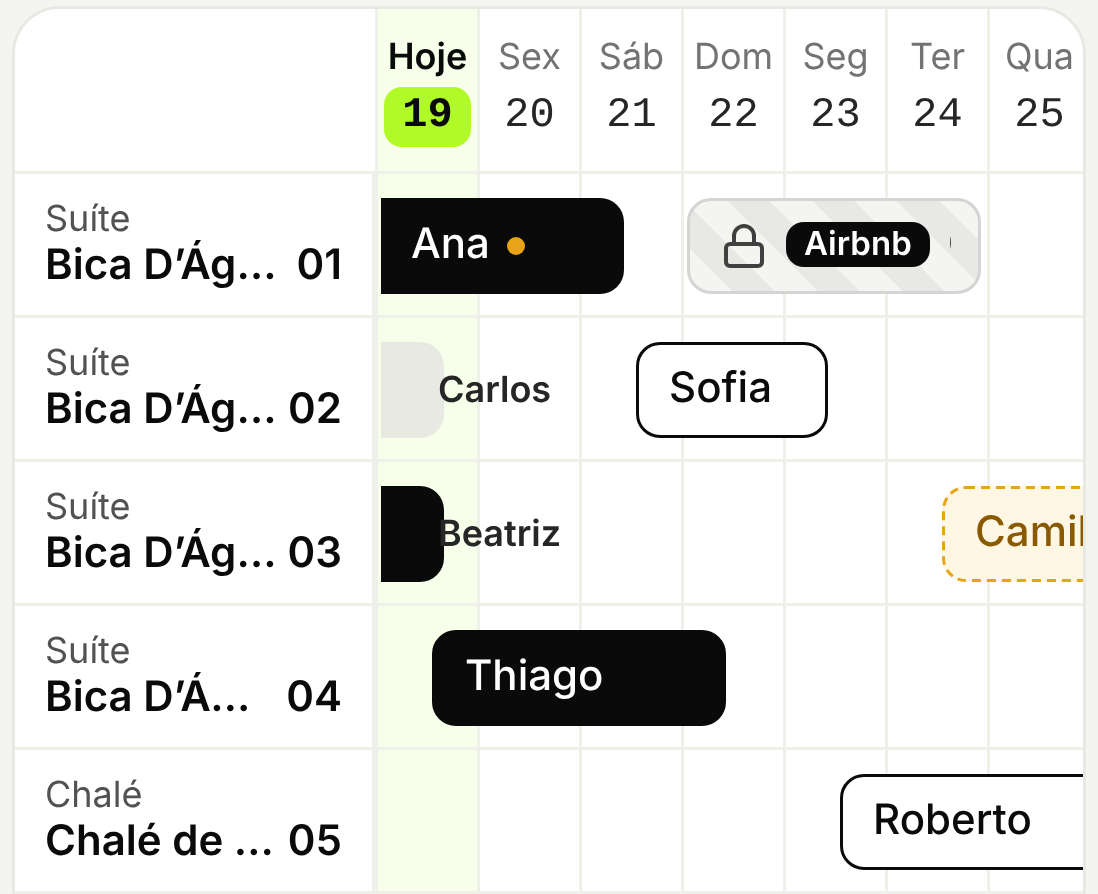 Hoje Sex Sáb Dom Seg Ter Qua
19 20 21 22 23 24 25
Suíte
Bica D’Ág... 01
Ana
Airbnb
Suíte
Bica D’Ág... 02
Carlos
Sofia
Suíte
Bica D’Ág... 03
Beatriz
Suíte
Bica D’Á... 04
Thiago
Chalé
Chalé de ... 05
Roberto